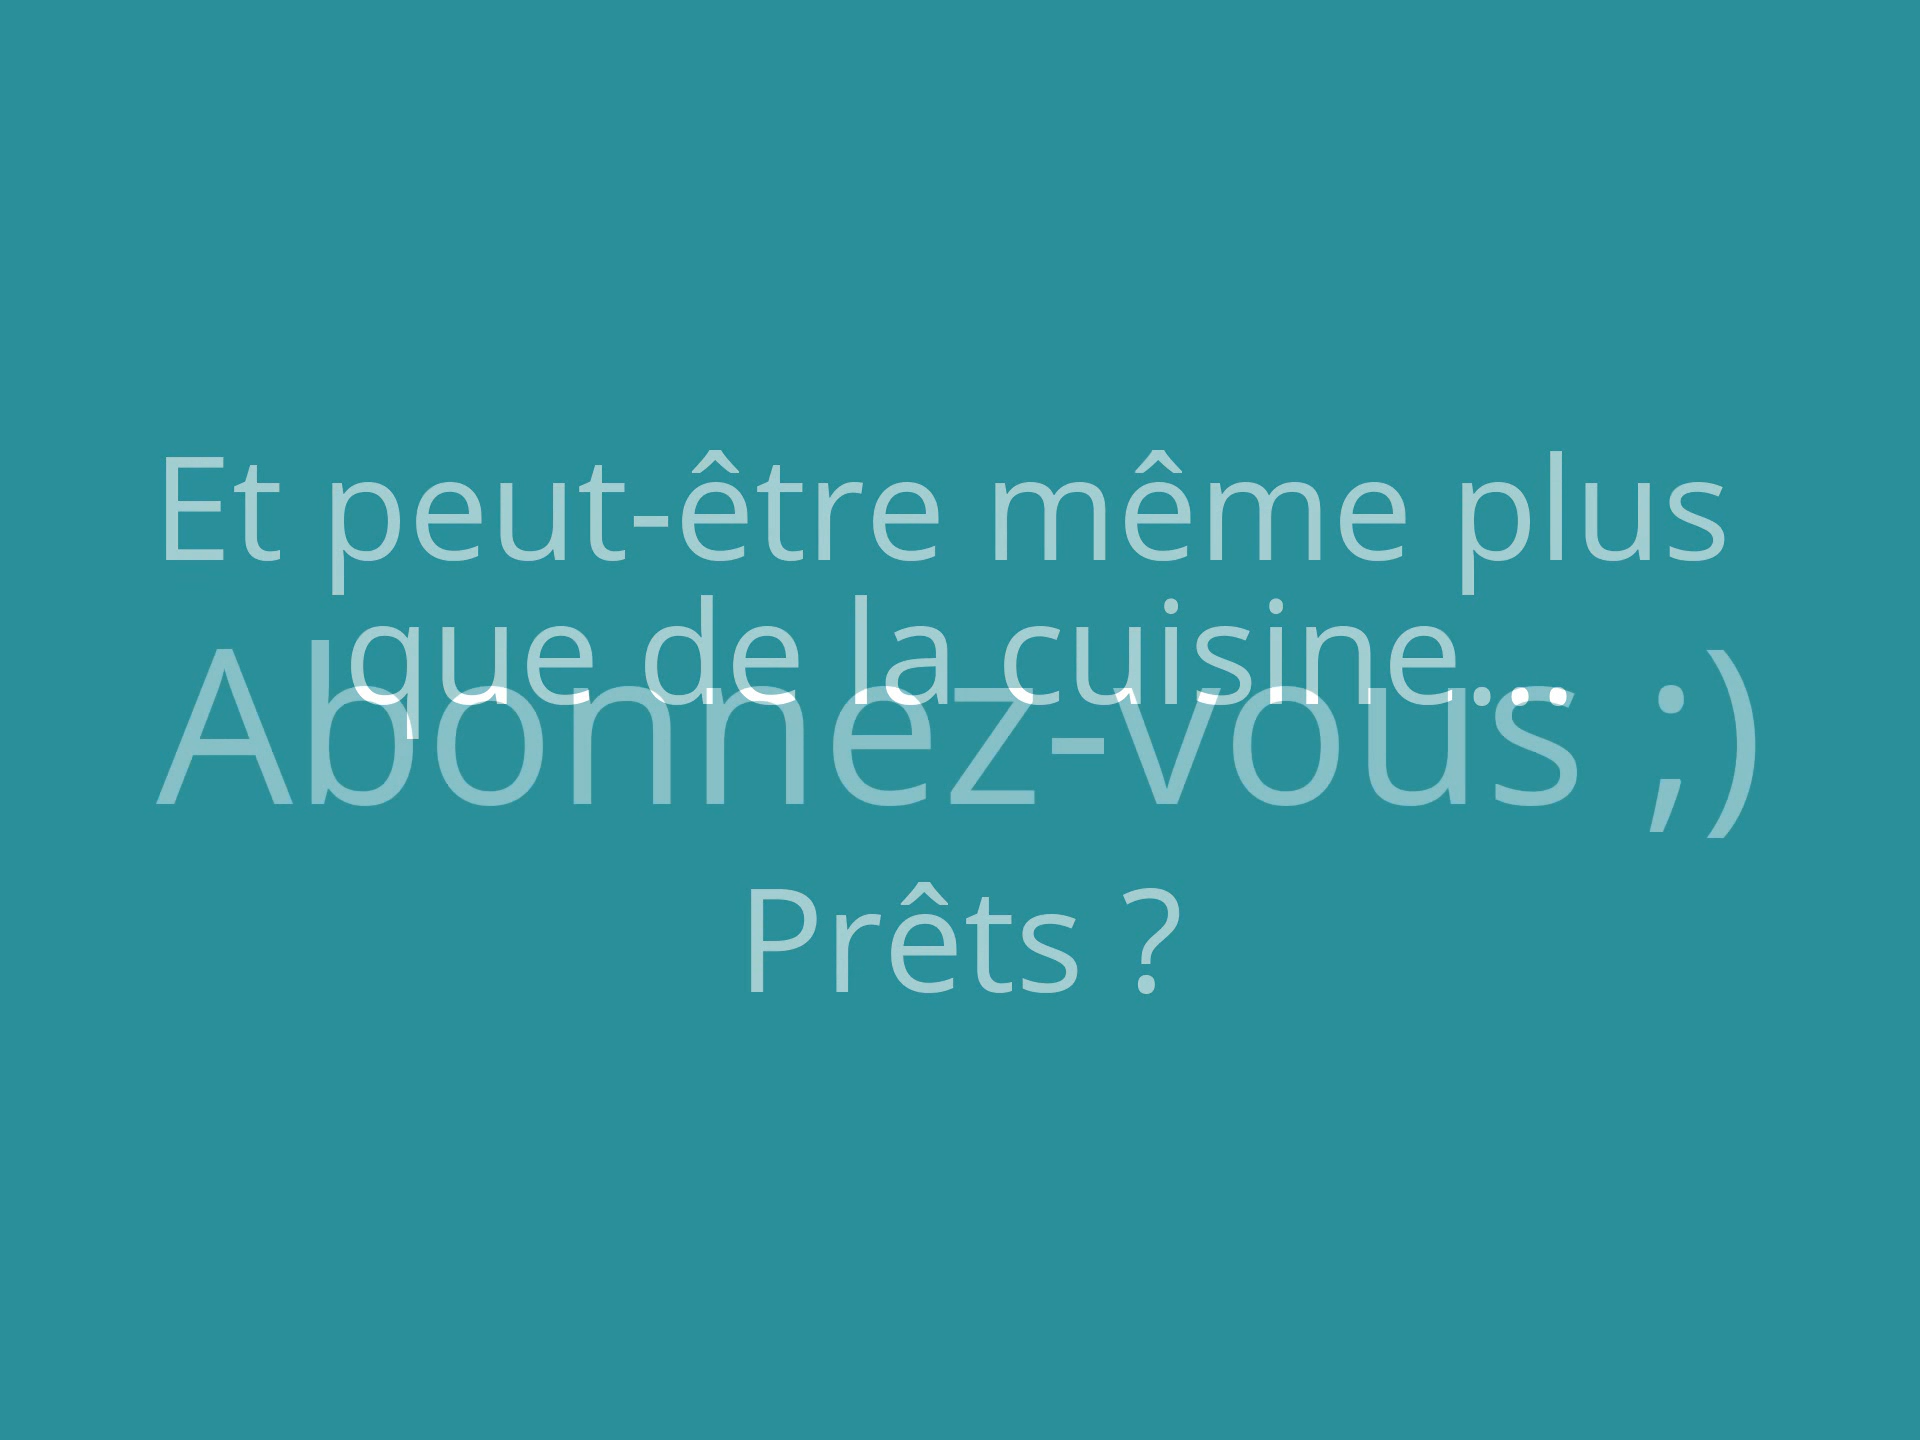 Et peut-être même plus
que de la cuisine...
Abonnez-vous ;)
Prêts ?